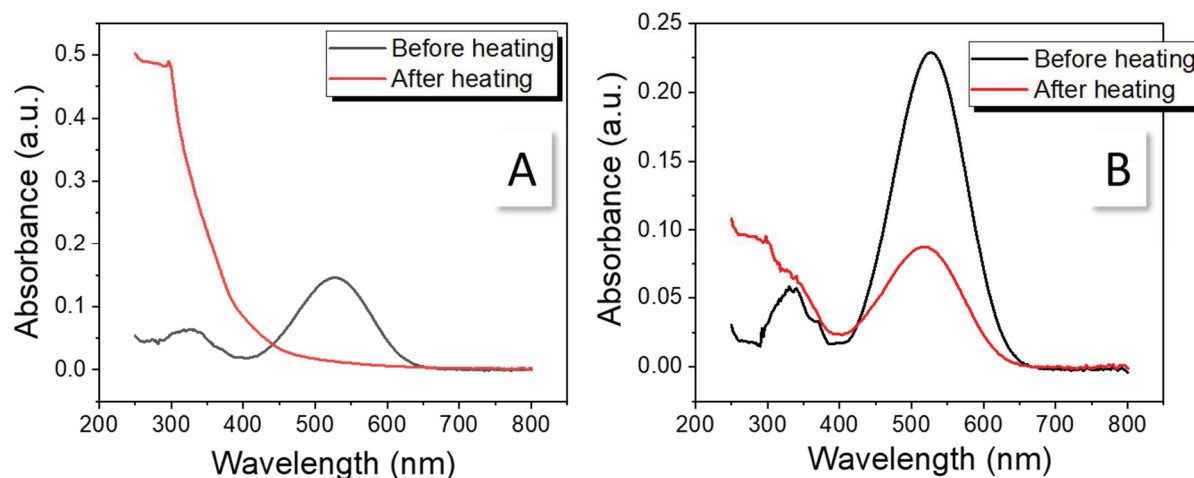 Before heating
After heating
A
0.5
0.4
0.3
0.2
0.1
0.0
Absorbance (a.u.)
200 300 400 500 600 700 800
Wavelength (nm)
Before heating
After heating
B
0.25
0.20
0.15
0.10
0.05
0.00
Absorbance (a.u.)
200 300 400 500 600 700 800
Wavelength (nm)